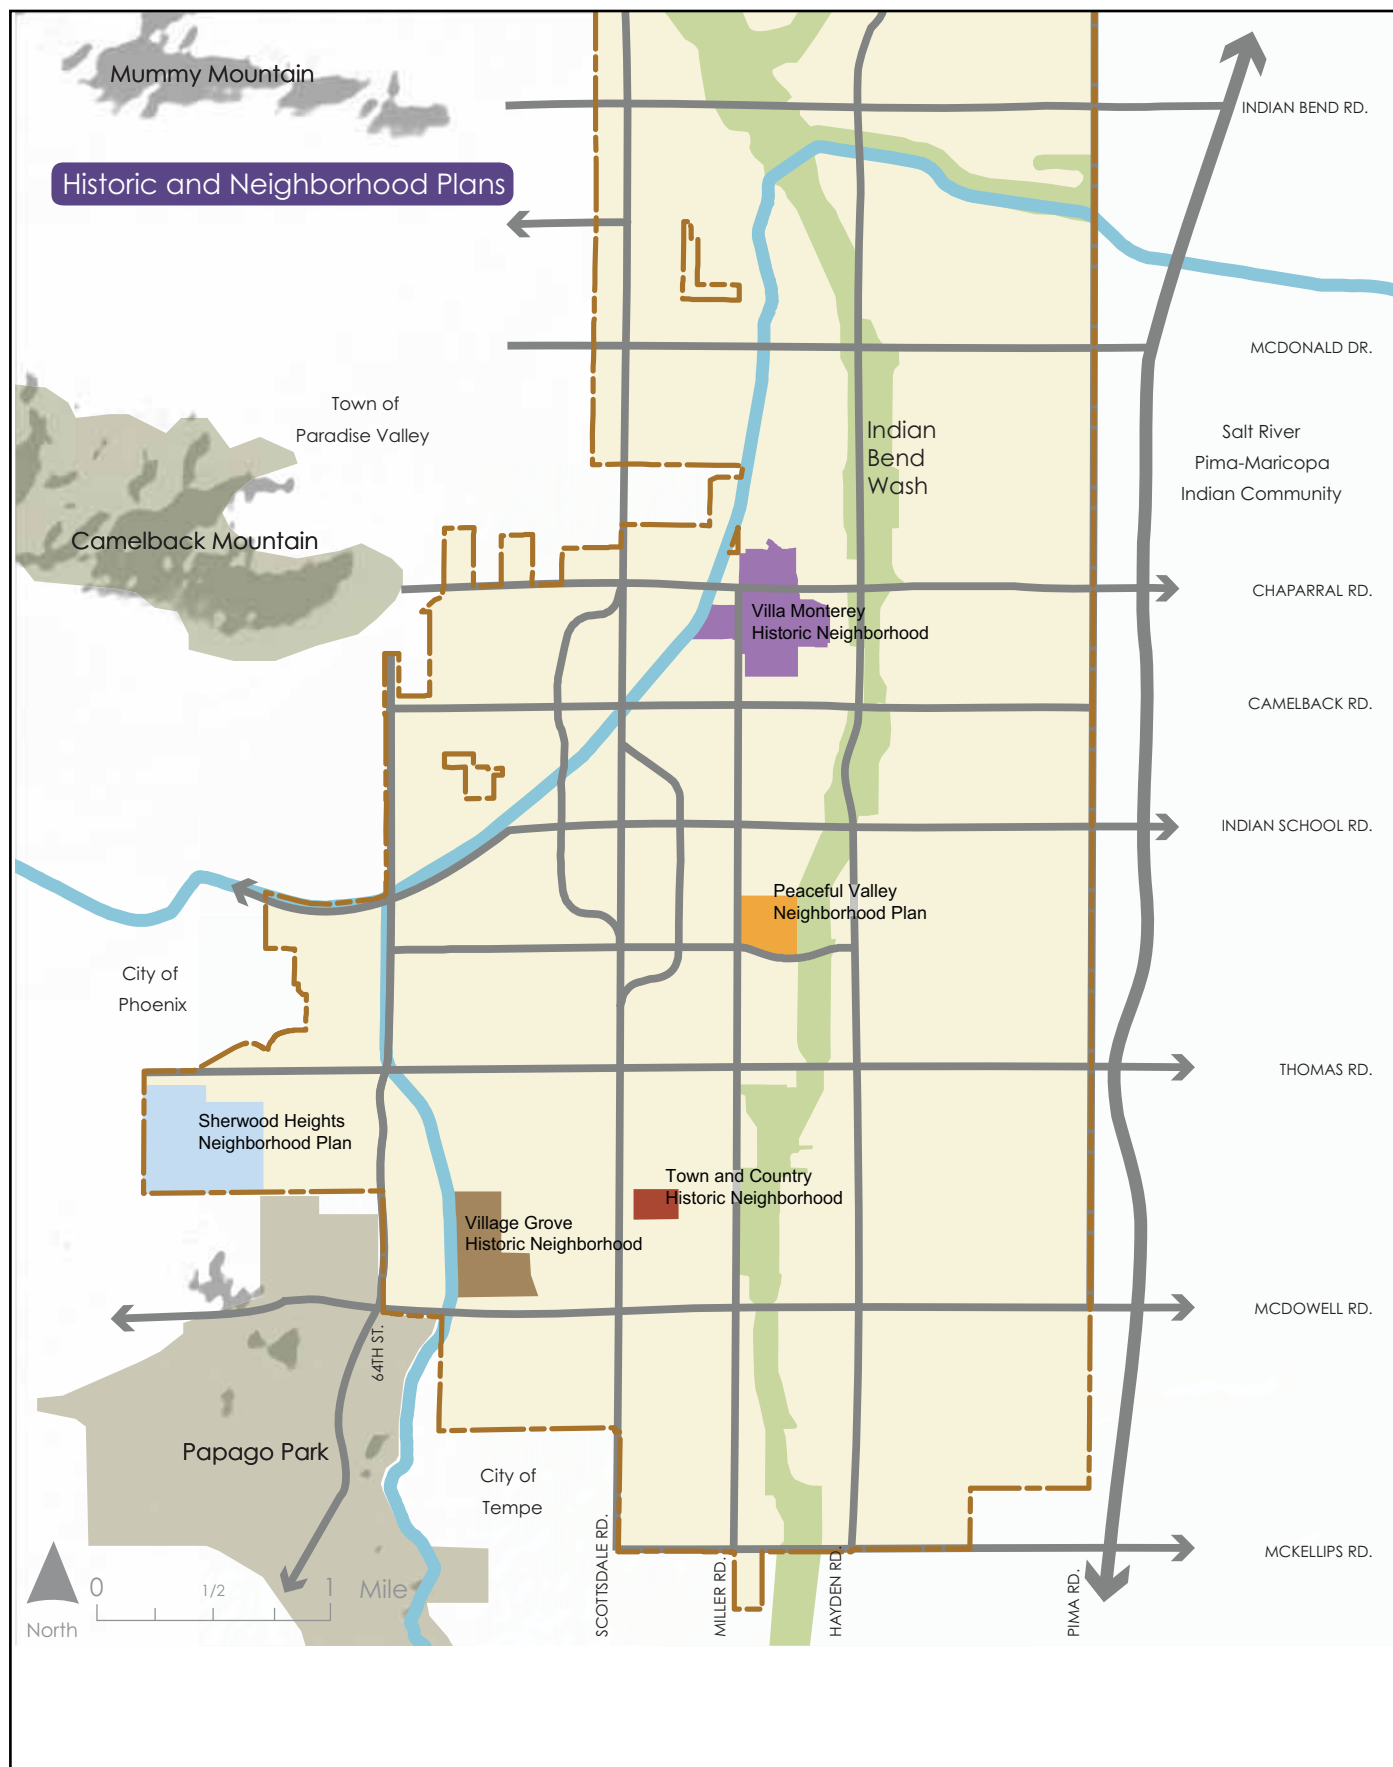 Mummy Mountain
INDIAN BEND RD.
Historic and Neighborhood Plans
MCDONALD DR.
Town of
Paradise Valley
Indian
Bend
Wash
Salt River
Pima-Maricopa
Indian Community
Camelback Mountain
CHAPARRAL RD.
Villa Monterey
Historic Neighborhood
CAMELBACK RD.
INDIAN SCHOOL RD.
Peaceful Valley
Neighborhood Plan
City of
Phoenix
THOMAS RD.
Sherwood Heights
Neighborhood Plan
Town and Country
Historic Neighborhood
Village Grove
Historic Neighborhood
MCDOWELL RD.
64TH ST.
Papago Park
City of
Tempe
SCOTTSDALE RD.
MILLER RD.
HAYDEN RD.
PIMA RD.
MCKELLIPS RD.
0 1/2 1 Mile
North